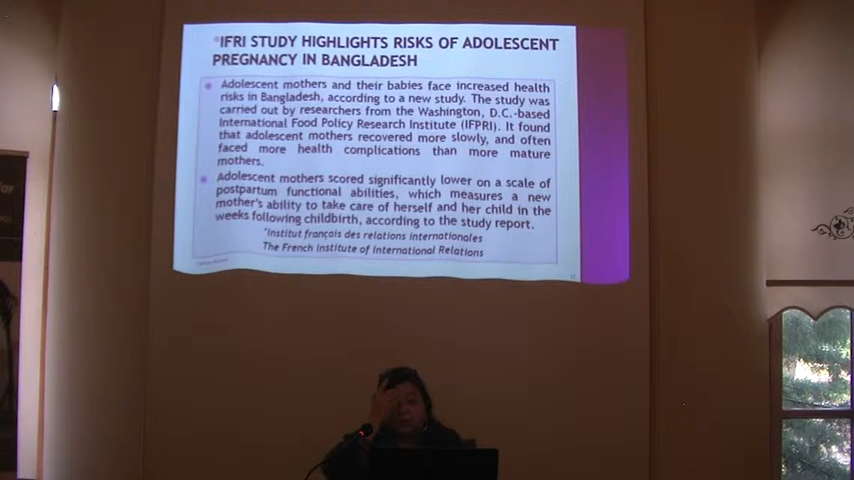 *IFRI STUDY HIGHLIGHTS RISKS OF ADOLESCENT
PREGNANCY IN BANGLADESH
Adolescent mothers and their babies face increased health
risks in Bangladesh, according to a new study. The study was
carried out by researchers from the Washington, D.C.-based
International Food Policy Research Institute (IFPRI). It found
that adolescent mothers recovered more slowly, and often
faced more health complications than more mature
mothers.
Adolescent mothers scored significantly lower on a scale of
postpartum functional abilities, which measures a new
mother's ability to take care of herself and her child in the
weeks following childbirth, according to the study report.
*Institut français des relations internationales
The French Institute of International Relations
for